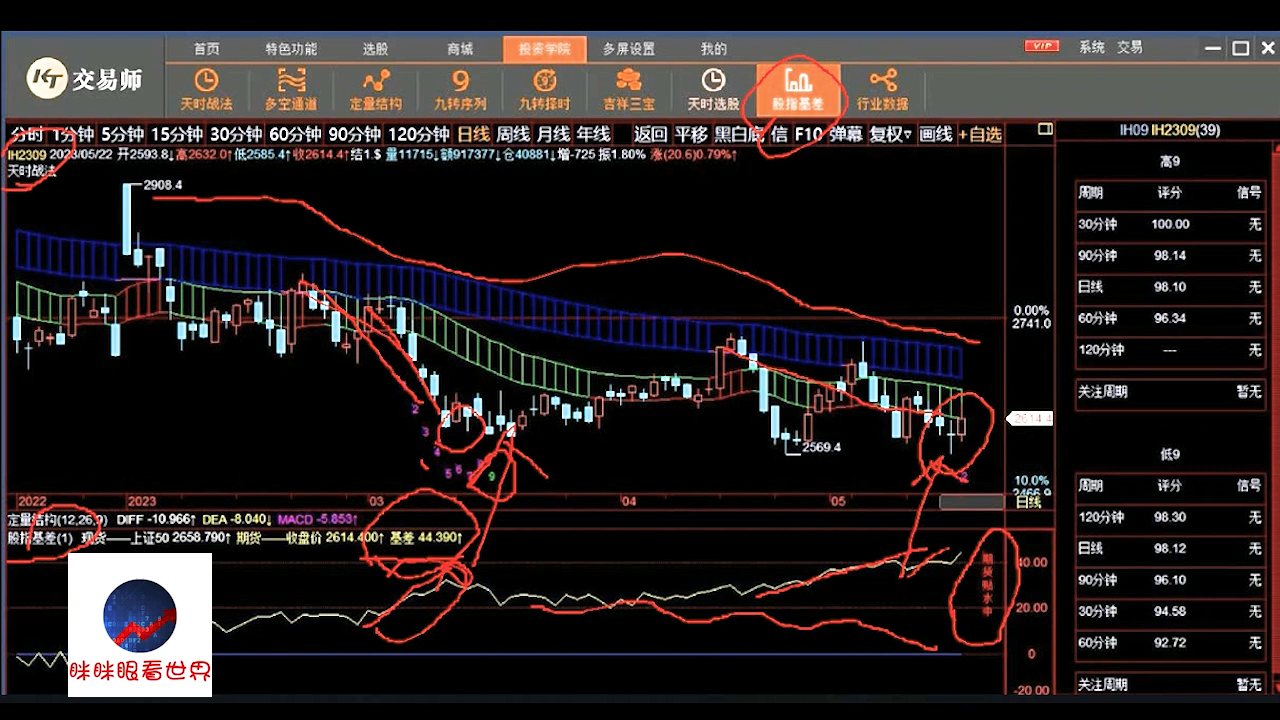 首页 特色功能 选股 商城 投资学院 多屏设置 我的 VIP 系统 交易
KT 交易师
天时战法 多空通道 定量结构 九转序列 九转择时 吉祥三宝 天时选股 股指基差 行业数据
9
分时 1分钟 5分钟 15分钟 30分钟 60分钟 90分钟 120分钟 日线 周线 月线 年线 返回 平移 黑白底 信 F10 弹幕 复权▿ 画线 +自选
IH09 IH2309(39)
IH2309 2023/05/22 开2593.8↓高2632.0↑低2585.4↑收2614.4↑结1.$ 量11715↓额917377↓仓40881↓增-725 振1.80% 涨(20.6)0.79%↑
天时战法
2908.4
0.00%
2741.0
2614.4
2569.4
10.0%
2466.9
2
3
4
5 6
9
2
2022 2023 03 04 05 日线
定量结构(12,26,9) DIFF -10.966↑ DEA -8.040↓ MACD -5.853↑
股指基差(1) 现货——上证50 2658.790↑ 期货——收盘价 2614.400↑ 基差 44.390↑
期货贴水中
40.00
20.00
0
-20.00
高9
周期 评分 信号
30分钟 100.00 无
90分钟 98.14 无
日线 98.10 无
60分钟 96.34 无
120分钟 --- 无
关注周期 暂无
低9
周期 评分 信号
120分钟 98.30 无
日线 98.12 无
90分钟 96.10 无
30分钟 94.58 无
60分钟 92.72 无
关注周期 暂无
眯眯眼看世界